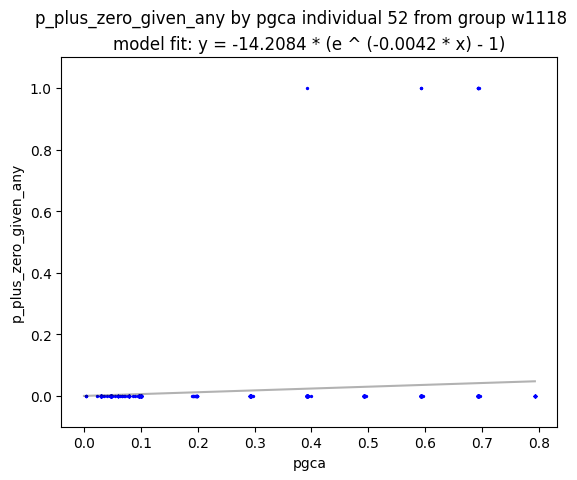 p_plus_zero_given_any by pgca individual 52 from group w1118
model fit: y = -14.2084 * (e ^ (-0.0042 * x) - 1)
1.0
0.8
0.6
0.4
0.2
0.0
p_plus_zero_given_any
0.0 0.1 0.2 0.3 0.4 0.5 0.6 0.7 0.8
pgca